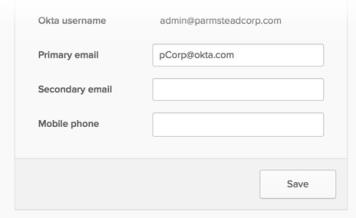 Okta username admin@parmsteadcorp.com
Primary email pCorp@okta.com
Secondary email
Mobile phone
Save